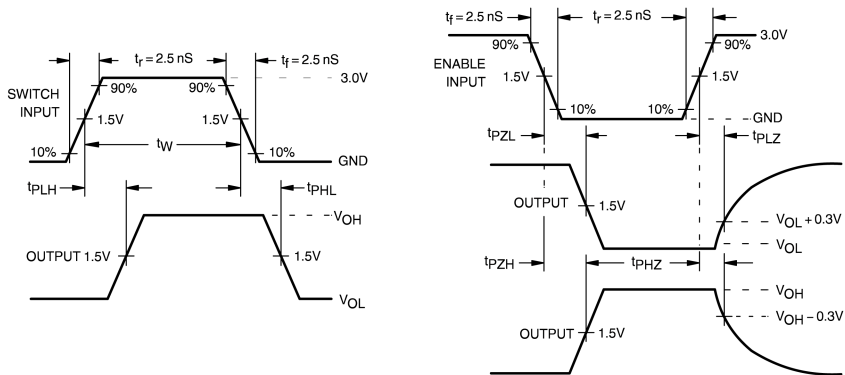 tr = 2.5 nS
tf = 2.5 nS
3.0V
90%
90%
SWITCH
INPUT
1.5V
1.5V
tW
10%
10%
GND
tPLH
tPHL
VOH
OUTPUT 1.5V
1.5V
VOL
tf = 2.5 nS
tr = 2.5 nS
3.0V
90%
90%
ENABLE
INPUT
1.5V
1.5V
10%
10%
GND
tPZL
tPLZ
OUTPUT
1.5V
VOL + 0.3V
VOL
tPZH
tPHZ
VOH
VOH – 0.3V
OUTPUT
1.5V